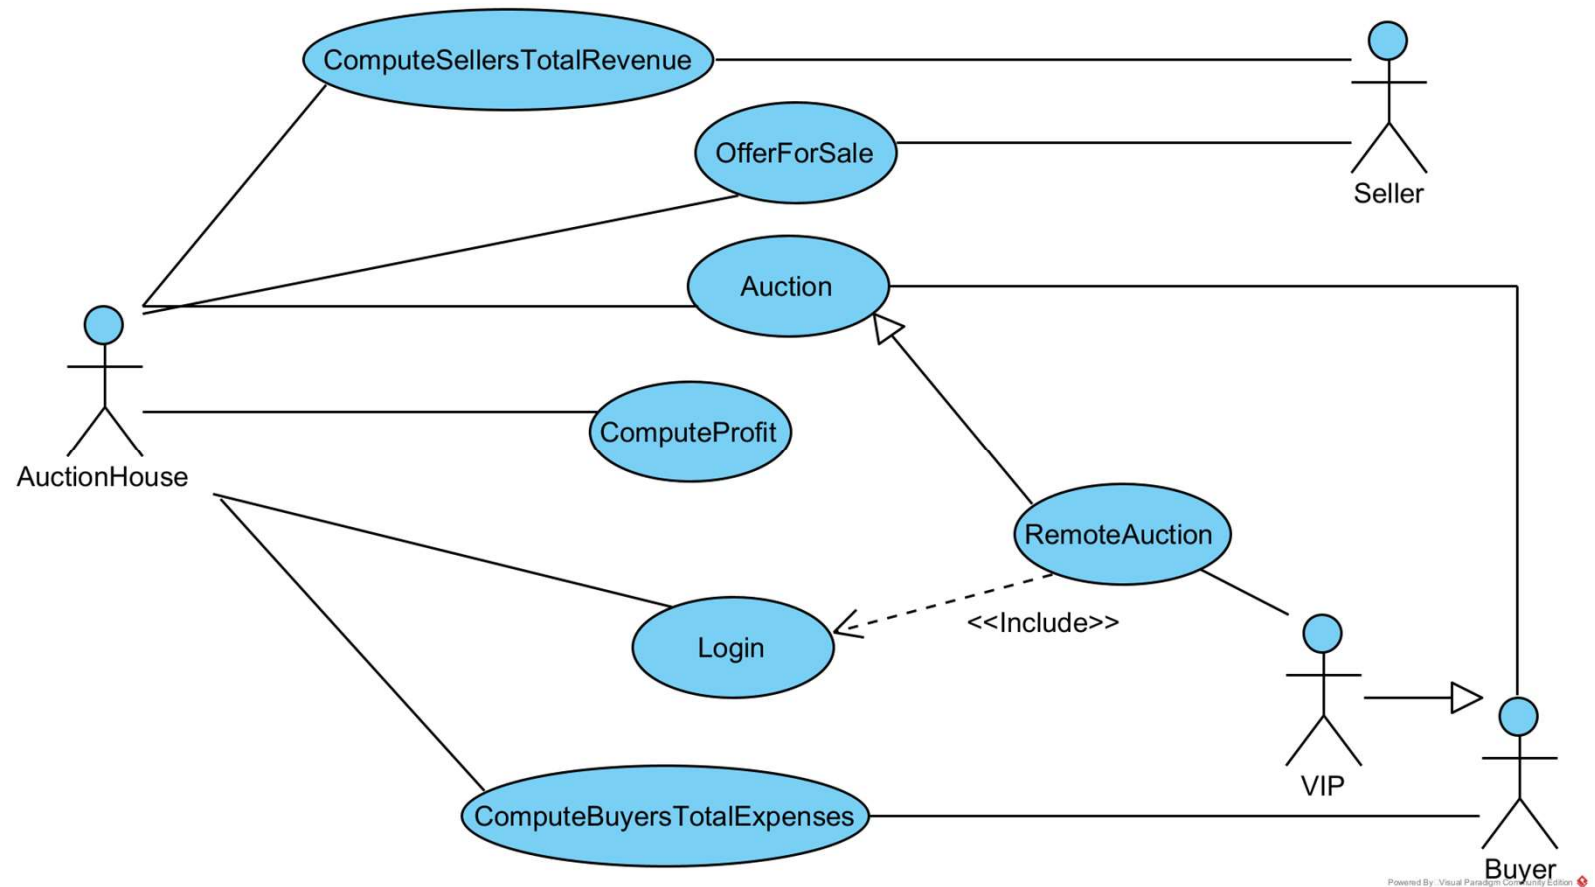 ComputeSellersTotalRevenue
OfferForSale
Seller
Auction
ComputeProfit
AuctionHouse
RemoteAuction
<<Include>>
Login
VIP
ComputeBuyersTotalExpenses
Buyer
Powered By: Visual Paradigm Community Edition